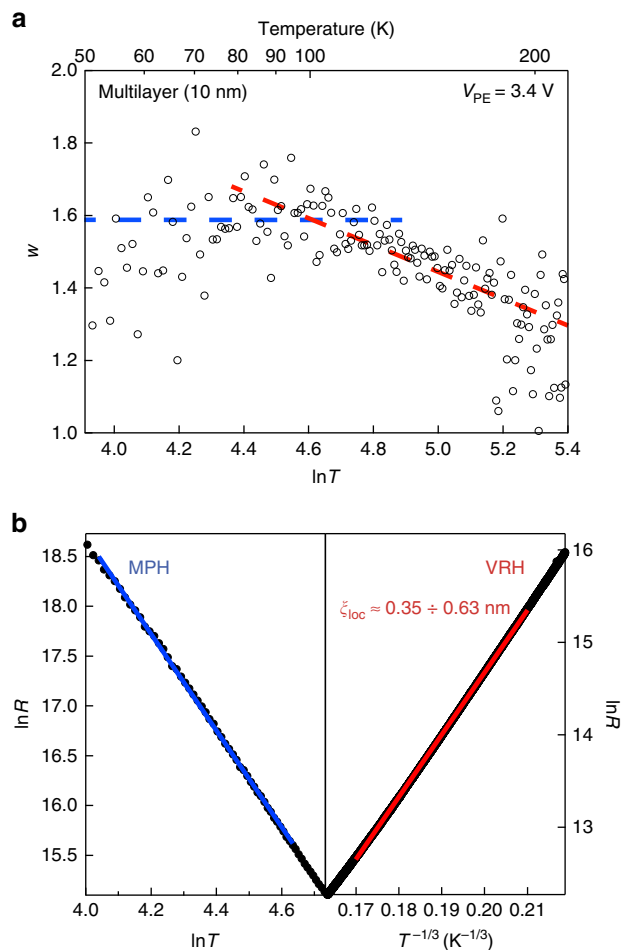 a
Temperature (K)
50 60 70 80 90 100 200
2.0
Multilayer (10 nm) V_PE = 3.4 V
1.8
1.6
w
1.4
1.2
1.0
4.0 4.2 4.4 4.6 4.8 5.0 5.2 5.4
lnT
b
18.5 16
MPH VRH
18.0
ξ_loc ≈ 0.35 ÷ 0.63 nm
17.5 15
17.0
lnR lnR
16.5 14
16.0
15.5 13
15.0
4.0 4.2 4.4 4.6 0.17 0.18 0.19 0.20 0.21
lnT T^{-1/3} (K^{-1/3})